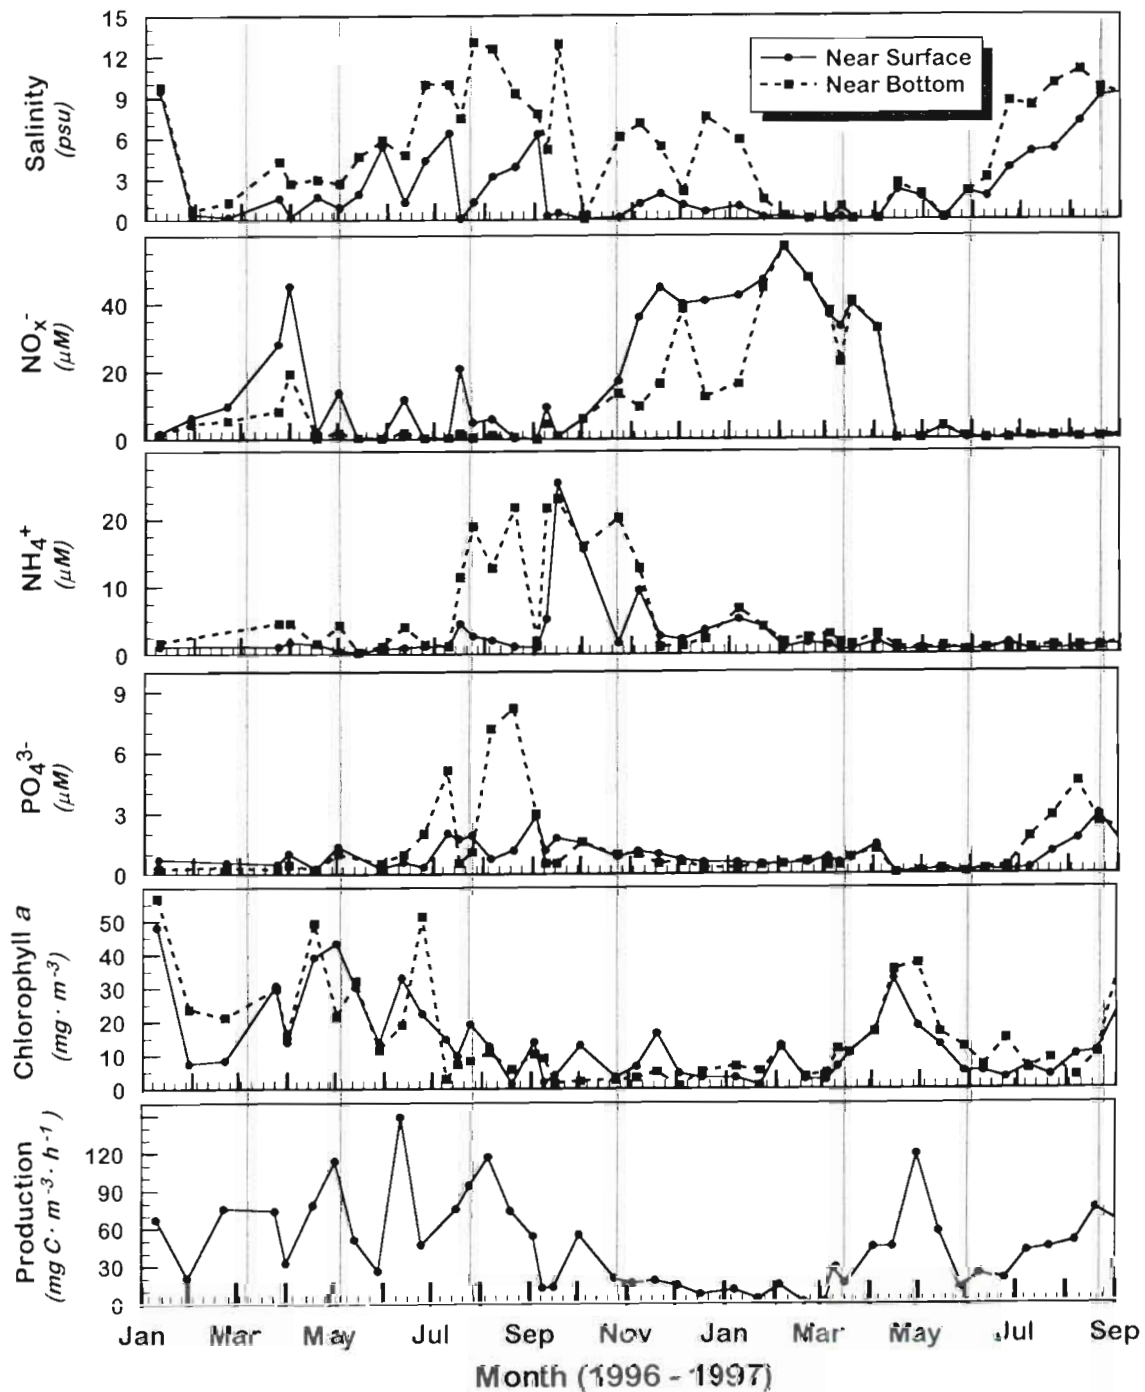 15
12
9
6
3
0
Salinity
(psu)
Near Surface
Near Bottom
40
20
0
NOx-
(µM)
20
10
0
NH4+
(µM)
9
6
3
0
PO43-
(µM)
50
40
30
20
10
0
Chlorophyll a
(mg · m-3)
120
90
60
30
0
Production
(mg C · m-3 · h-1)
Jan Mar May Jul Sep Nov Jan Mar May Jul Sep
Month (1996 - 1997)